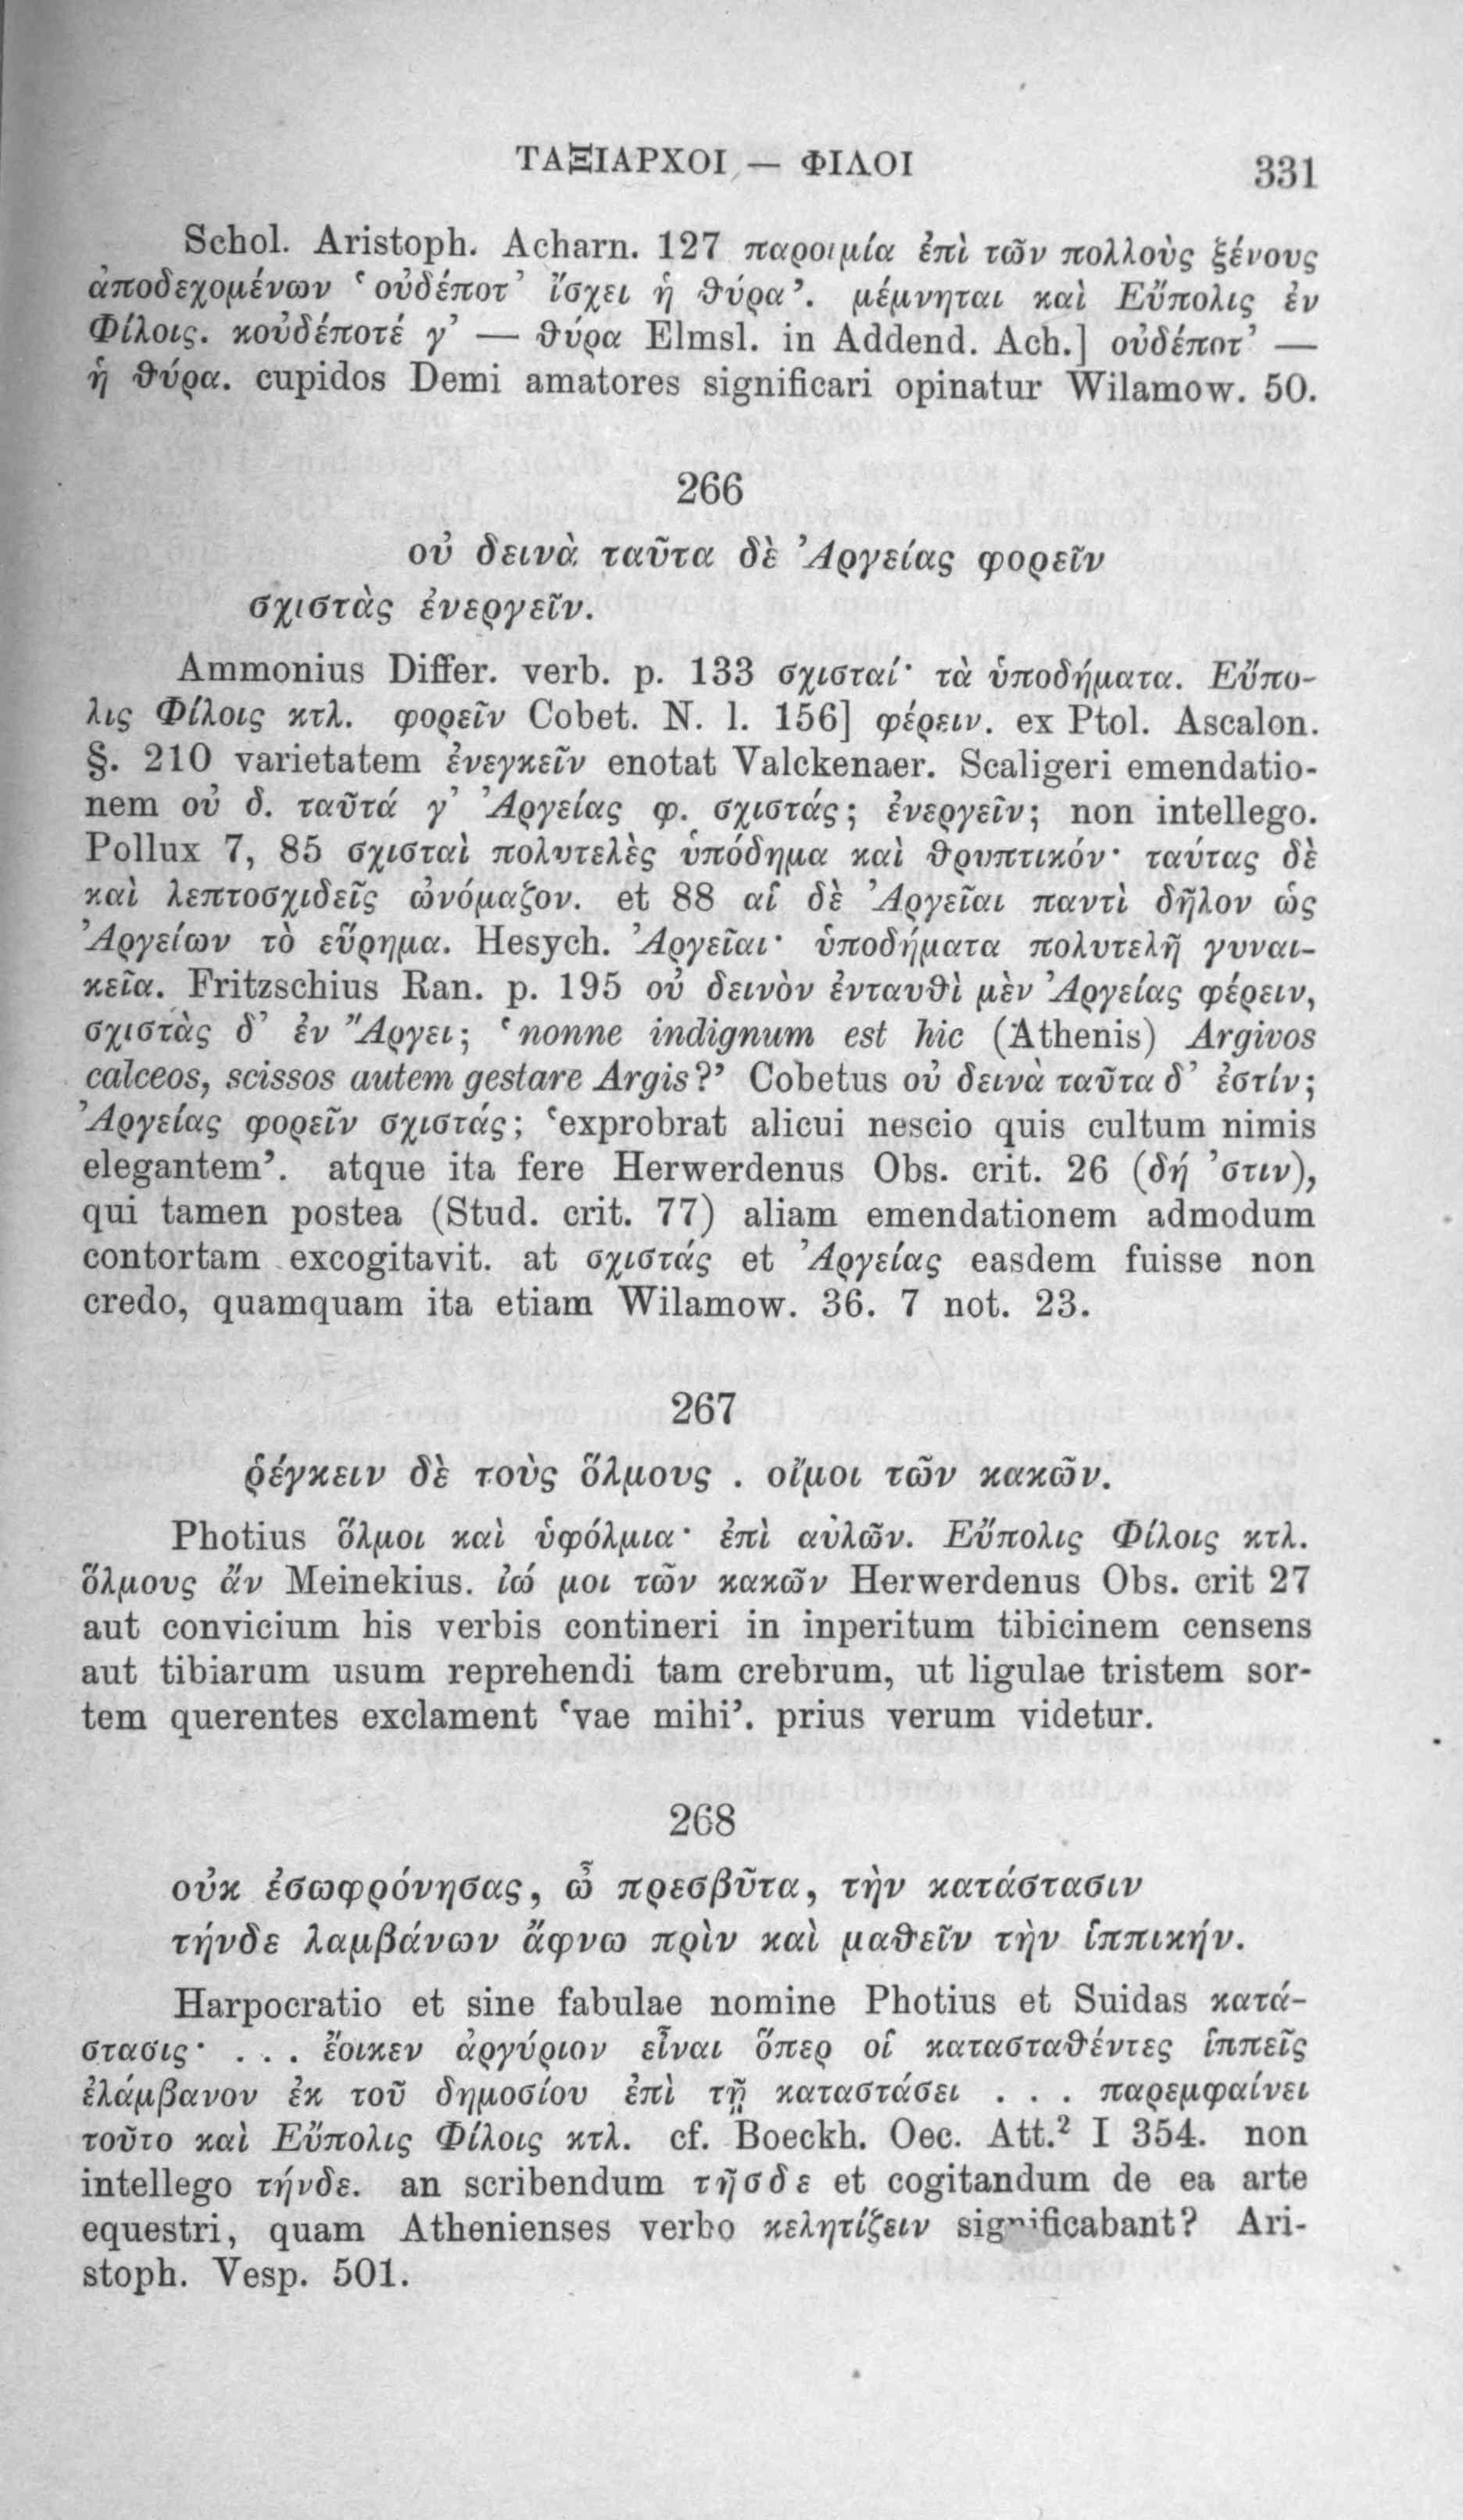 ΤΑΞΙΑΡΧΟΙ — ΦΙΛΟΙ 331
Schol. Aristoph. Acharn. 127 παροιμία ἐπὶ τῶν πολλοὺς ξένους
ἀποδεχομένων ‘οὐδέποτ’ ἴσχει ἡ θύρα’. μέμνηται καὶ Εὔπολις ἐν
Φίλοις. κοὐδέποτέ γ’ — θύρα Elmsl. in Addend. Ach.] οὐδέποτ’ —
ἡ θύρα. cupidos Demi amatores significari opinatur Wilamow. 50.
266
οὐ δεινὰ ταῦτα δὲ Ἀργείας φορεῖν
σχιστὰς ἐνεργεῖν.
Ammonius Differ. verb. p. 133 σχισταί· τὰ ὑποδήματα. Εὔπο-
λις Φίλοις κτλ. φορεῖν Cobet. N. l. 156] φέρειν. ex Ptol. Ascalon.
§. 210 varietatem ἐνεγκεῖν enotat Valckenaer. Scaligeri emendatio-
nem οὐ δ. ταῦτά γ’ Ἀργείας φ. σχιστάς; ἐνεργεῖν; non intellego.
Pollux 7, 85 σχισταὶ πολυτελὲς ὑπόδημα καὶ θρυπτικόν· ταύτας δὲ
καὶ λεπτοσχιδεῖς ὠνόμαζον. et 88 αἱ δὲ Ἀργεῖαι παντὶ δῆλον ὡς
Ἀργείων τὸ εὕρημα. Hesych. Ἀργεῖαι· ὑποδήματα πολυτελῆ γυναι-
κεῖα. Fritzschius Ran. p. 195 οὐ δεινὸν ἐνταυθὶ μὲν Ἀργείας φέρειν,
σχιστὰς δ’ ἐν Ἄργει; ‘nonne indignum est hic (Athenis) Argivos
calceos, scissos autem gestare Argis?’ Cobetus οὐ δεινὰ ταῦτα δ’ ἐστίν;
Ἀργείας φορεῖν σχιστάς; ‘exprobrat alicui nescio quis cultum nimis
elegantem’. atque ita fere Herwerdenus Obs. crit. 26 (δή ’στιν),
qui tamen postea (Stud. crit. 77) aliam emendationem admodum
contortam excogitavit. at σχιστάς et Ἀργείας easdem fuisse non
credo, quamquam ita etiam Wilamow. 36. 7 not. 23.
267
ῥέγκειν δὲ τοὺς ὅλμους . οἴμοι τῶν κακῶν.
Photius ὅλμοι καὶ ὑφόλμια· ἐπὶ αὐλῶν. Εὔπολις Φίλοις κτλ.
ὅλμους ἄν Meinekius. ἰώ μοι τῶν κακῶν Herwerdenus Obs. crit 27
aut convicium his verbis contineri in inperitum tibicinem censens
aut tibiarum usum reprehendi tam crebrum, ut ligulae tristem sor-
tem querentes exclament ‘vae mihi’. prius verum videtur.
268
οὐκ ἐσωφρόνησας, ὦ πρεσβῦτα, τὴν κατάστασιν
τήνδε λαμβάνων ἄφνω πρὶν καὶ μαθεῖν τὴν ἱππικήν.
Harpocratio et sine fabulae nomine Photius et Suidas κατά-
στασις· . . . ἔοικεν ἀργύριον εἶναι ὅπερ οἱ κατασταθέντες ἱππεῖς
ἐλάμβανον ἐκ τοῦ δημοσίου ἐπὶ τῇ καταστάσει . . . παρεμφαίνει
τοῦτο καὶ Εὔπολις Φίλοις κτλ. cf. Boeckh. Oec. Att.² I 354. non
intellego τήνδε. an scribendum τῆσδε et cogitandum de ea arte
equestri, quam Athenienses verbo κελητίζειν significabant? Ari-
stoph. Vesp. 501.